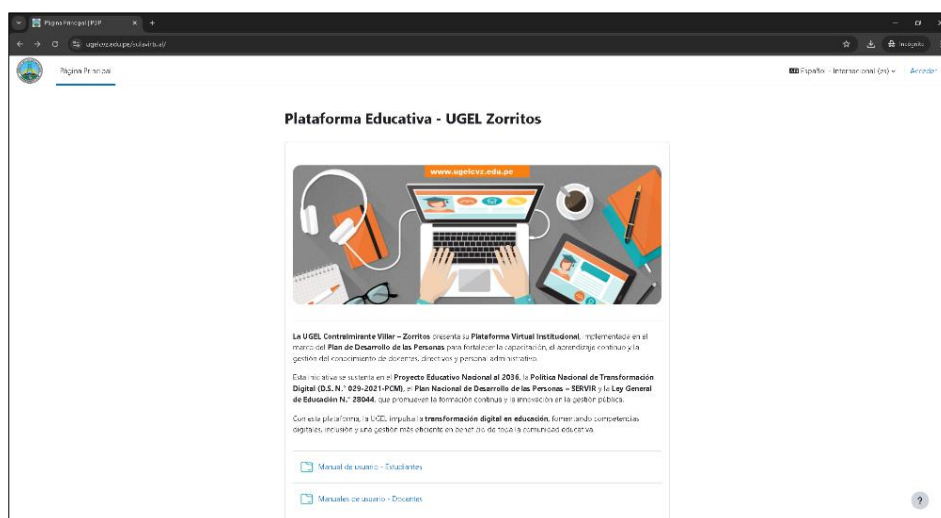 Página Principal | PVP
ugelcvz.edu.pe/aulavirtual/
Incógnito
Página Principal
Español - Internacional (es)
Acceder
Plataforma Educativa - UGEL Zorritos
www.ugelcvz.edu.pe
La UGEL Contralmirante Villar – Zorritos presenta su Plataforma Virtual Institucional, implementada en el
marco del Plan de Desarrollo de las Personas para fortalecer la capacitación, el aprendizaje continuo y la
gestión del conocimiento de docentes, directivos y personal administrativo.
Esta iniciativa se sustenta en el Proyecto Educativo Nacional al 2036, la Política Nacional de Transformación
Digital (D.S. N.° 029-2021-PCM), el Plan Nacional de Desarrollo de las Personas – SERVIR y la Ley General
de Educación N.° 28044, que promueven la formación continua y la innovación en la gestión pública.
Con esta plataforma, la UGEL impulsa la transformación digital en educación, fomentando competencias
digitales, inclusión y una gestión más eficiente en beneficio de toda la comunidad educativa.
Manual de usuario - Estudiantes
Manuales de usuario - Docentes
?